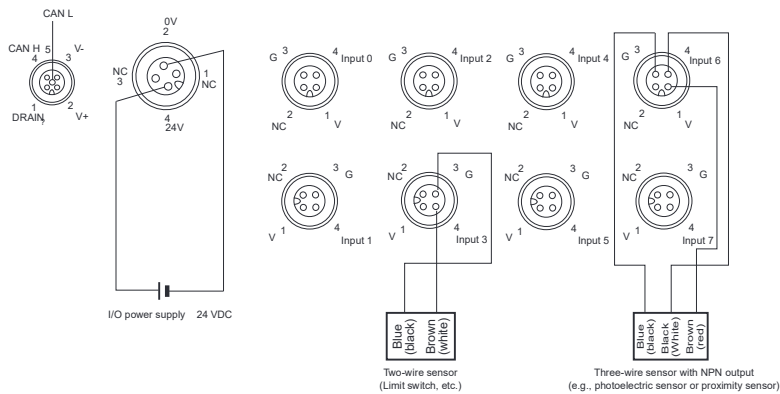 CAN L
CAN H 5 V-
4 3
1 2
DRAIN V+
?
0V
2
NC
3
1
NC
4
24V
I/O power supply 24 VDC
G 3 4 Input 0
2 1
NC V
G 3 4 Input 2
2 1
NC V
G 3 4 Input 4
2 1
NC V
G 3 4 Input 6
2 1
NC V
NC 2 3 G
V 1 4
Input 1
NC 2 3 G
V 1 4
Input 3
NC 2 3 G
V 1 4
Input 5
NC 2 3 G
V 1 4
Input 7
Blue
(black)
Brown
(white)
Two-wire sensor
(Limit switch, etc.)
Blue
(black)
Black
(White)
Brown
(red)
Three-wire sensor with NPN output
(e.g., photoelectric sensor or proximity sensor)